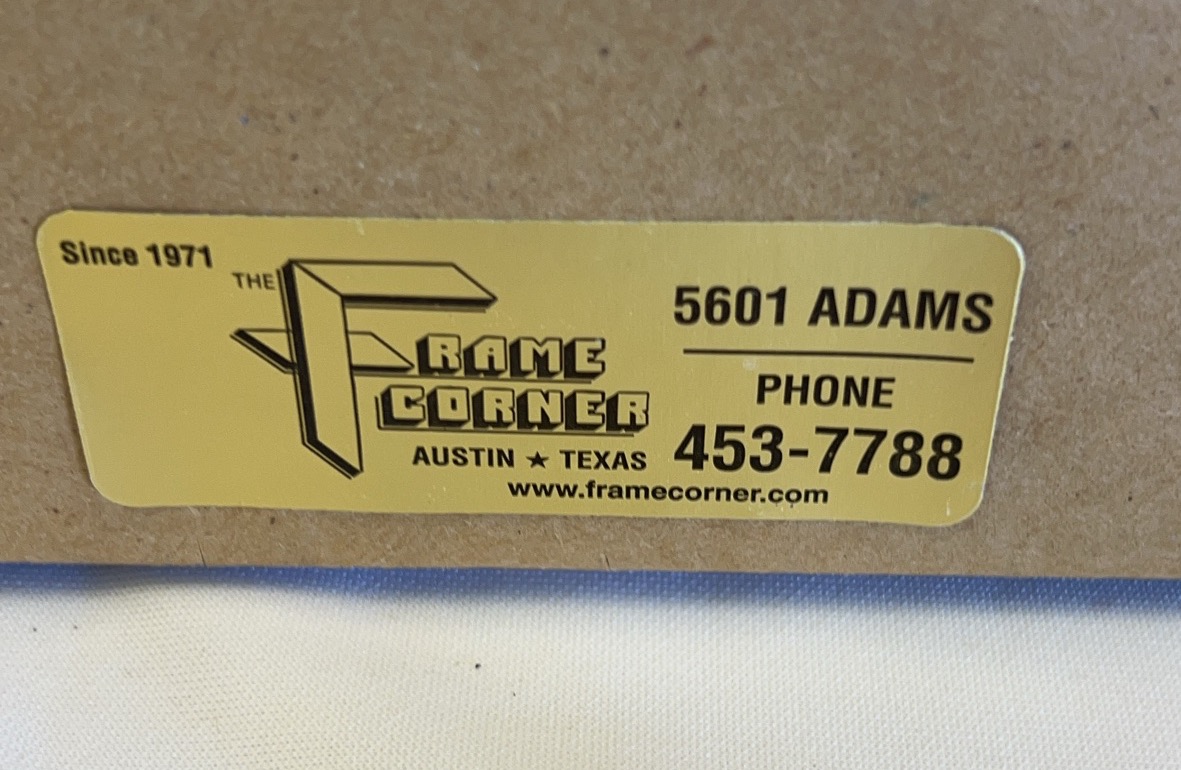 Since 1971
THE
FRAME
CORNER
AUSTIN ★ TEXAS
www.framecorner.com
5601 ADAMS
PHONE
453-7788